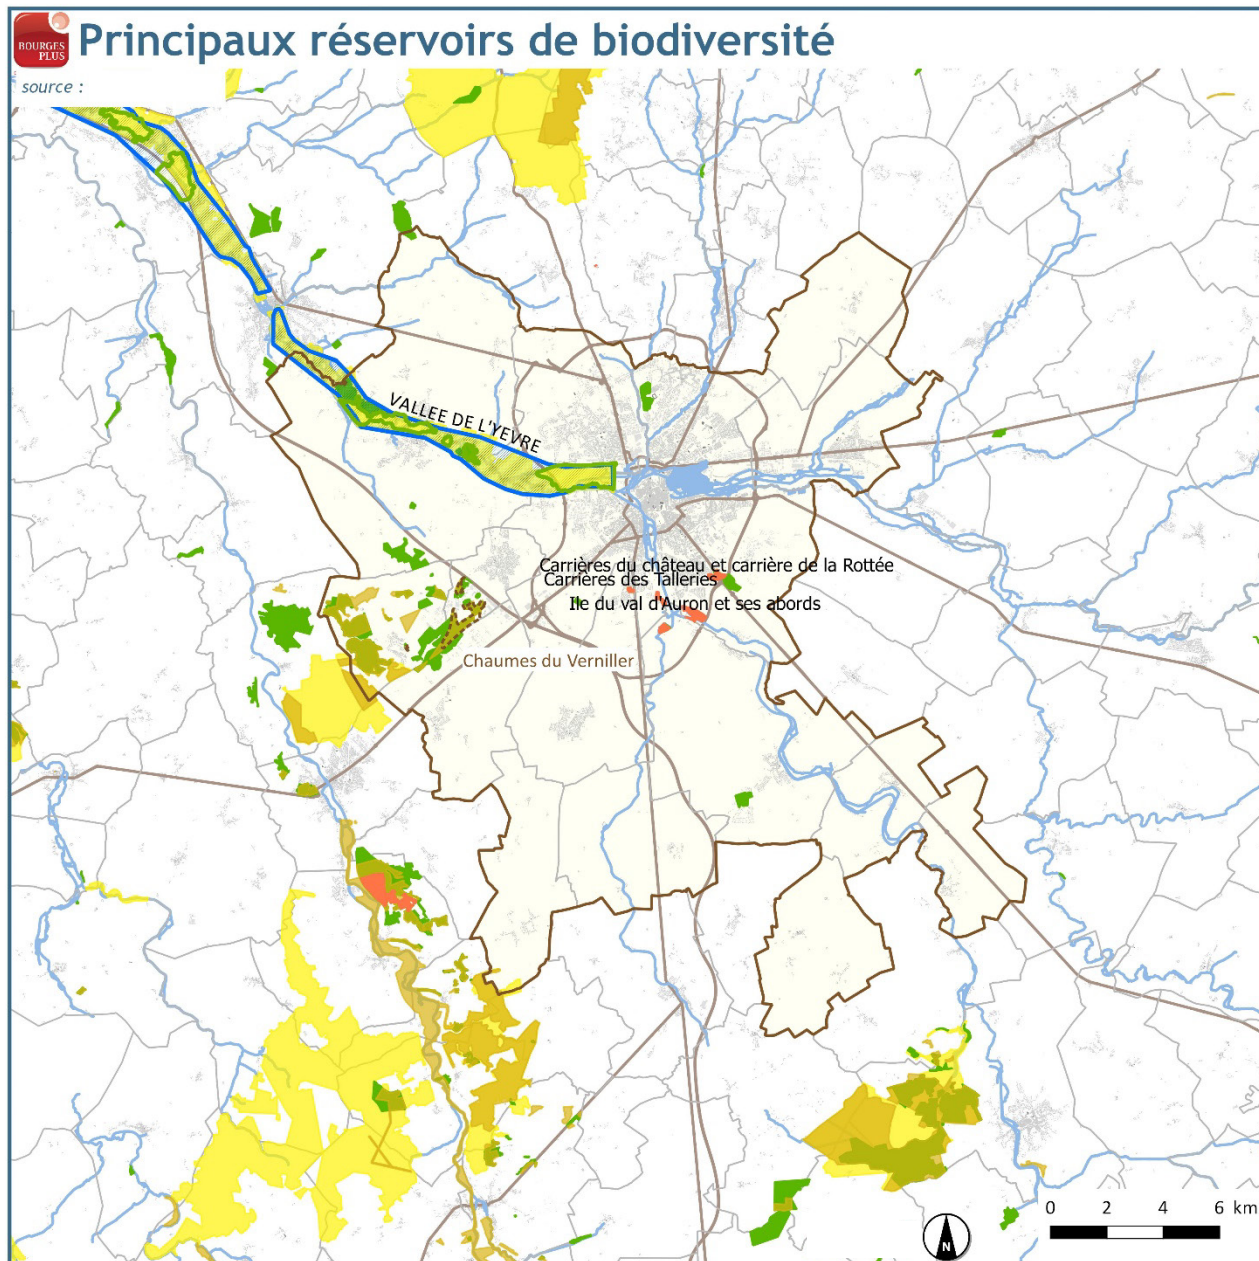 BOURGES
PLUS
Principaux réservoirs de biodiversité
source :
VALLEE DE L'YEVRE
Carrières du château et carrière de la Rottée
Carrières des Talleries
Ile du val d'Auron et ses abords
Chaumes du Verniller
0 2 4 6 km
N